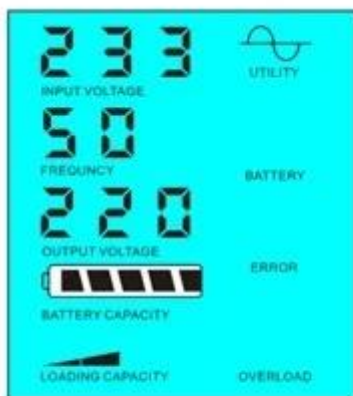 233
INPUT VOLTAGE
UTILITY
50
FREQUNCY
BATTERY
220
OUTPUT VOLTAGE
ERROR
BATTERY CAPACITY
LOADING CAPACITY
OVERLOAD